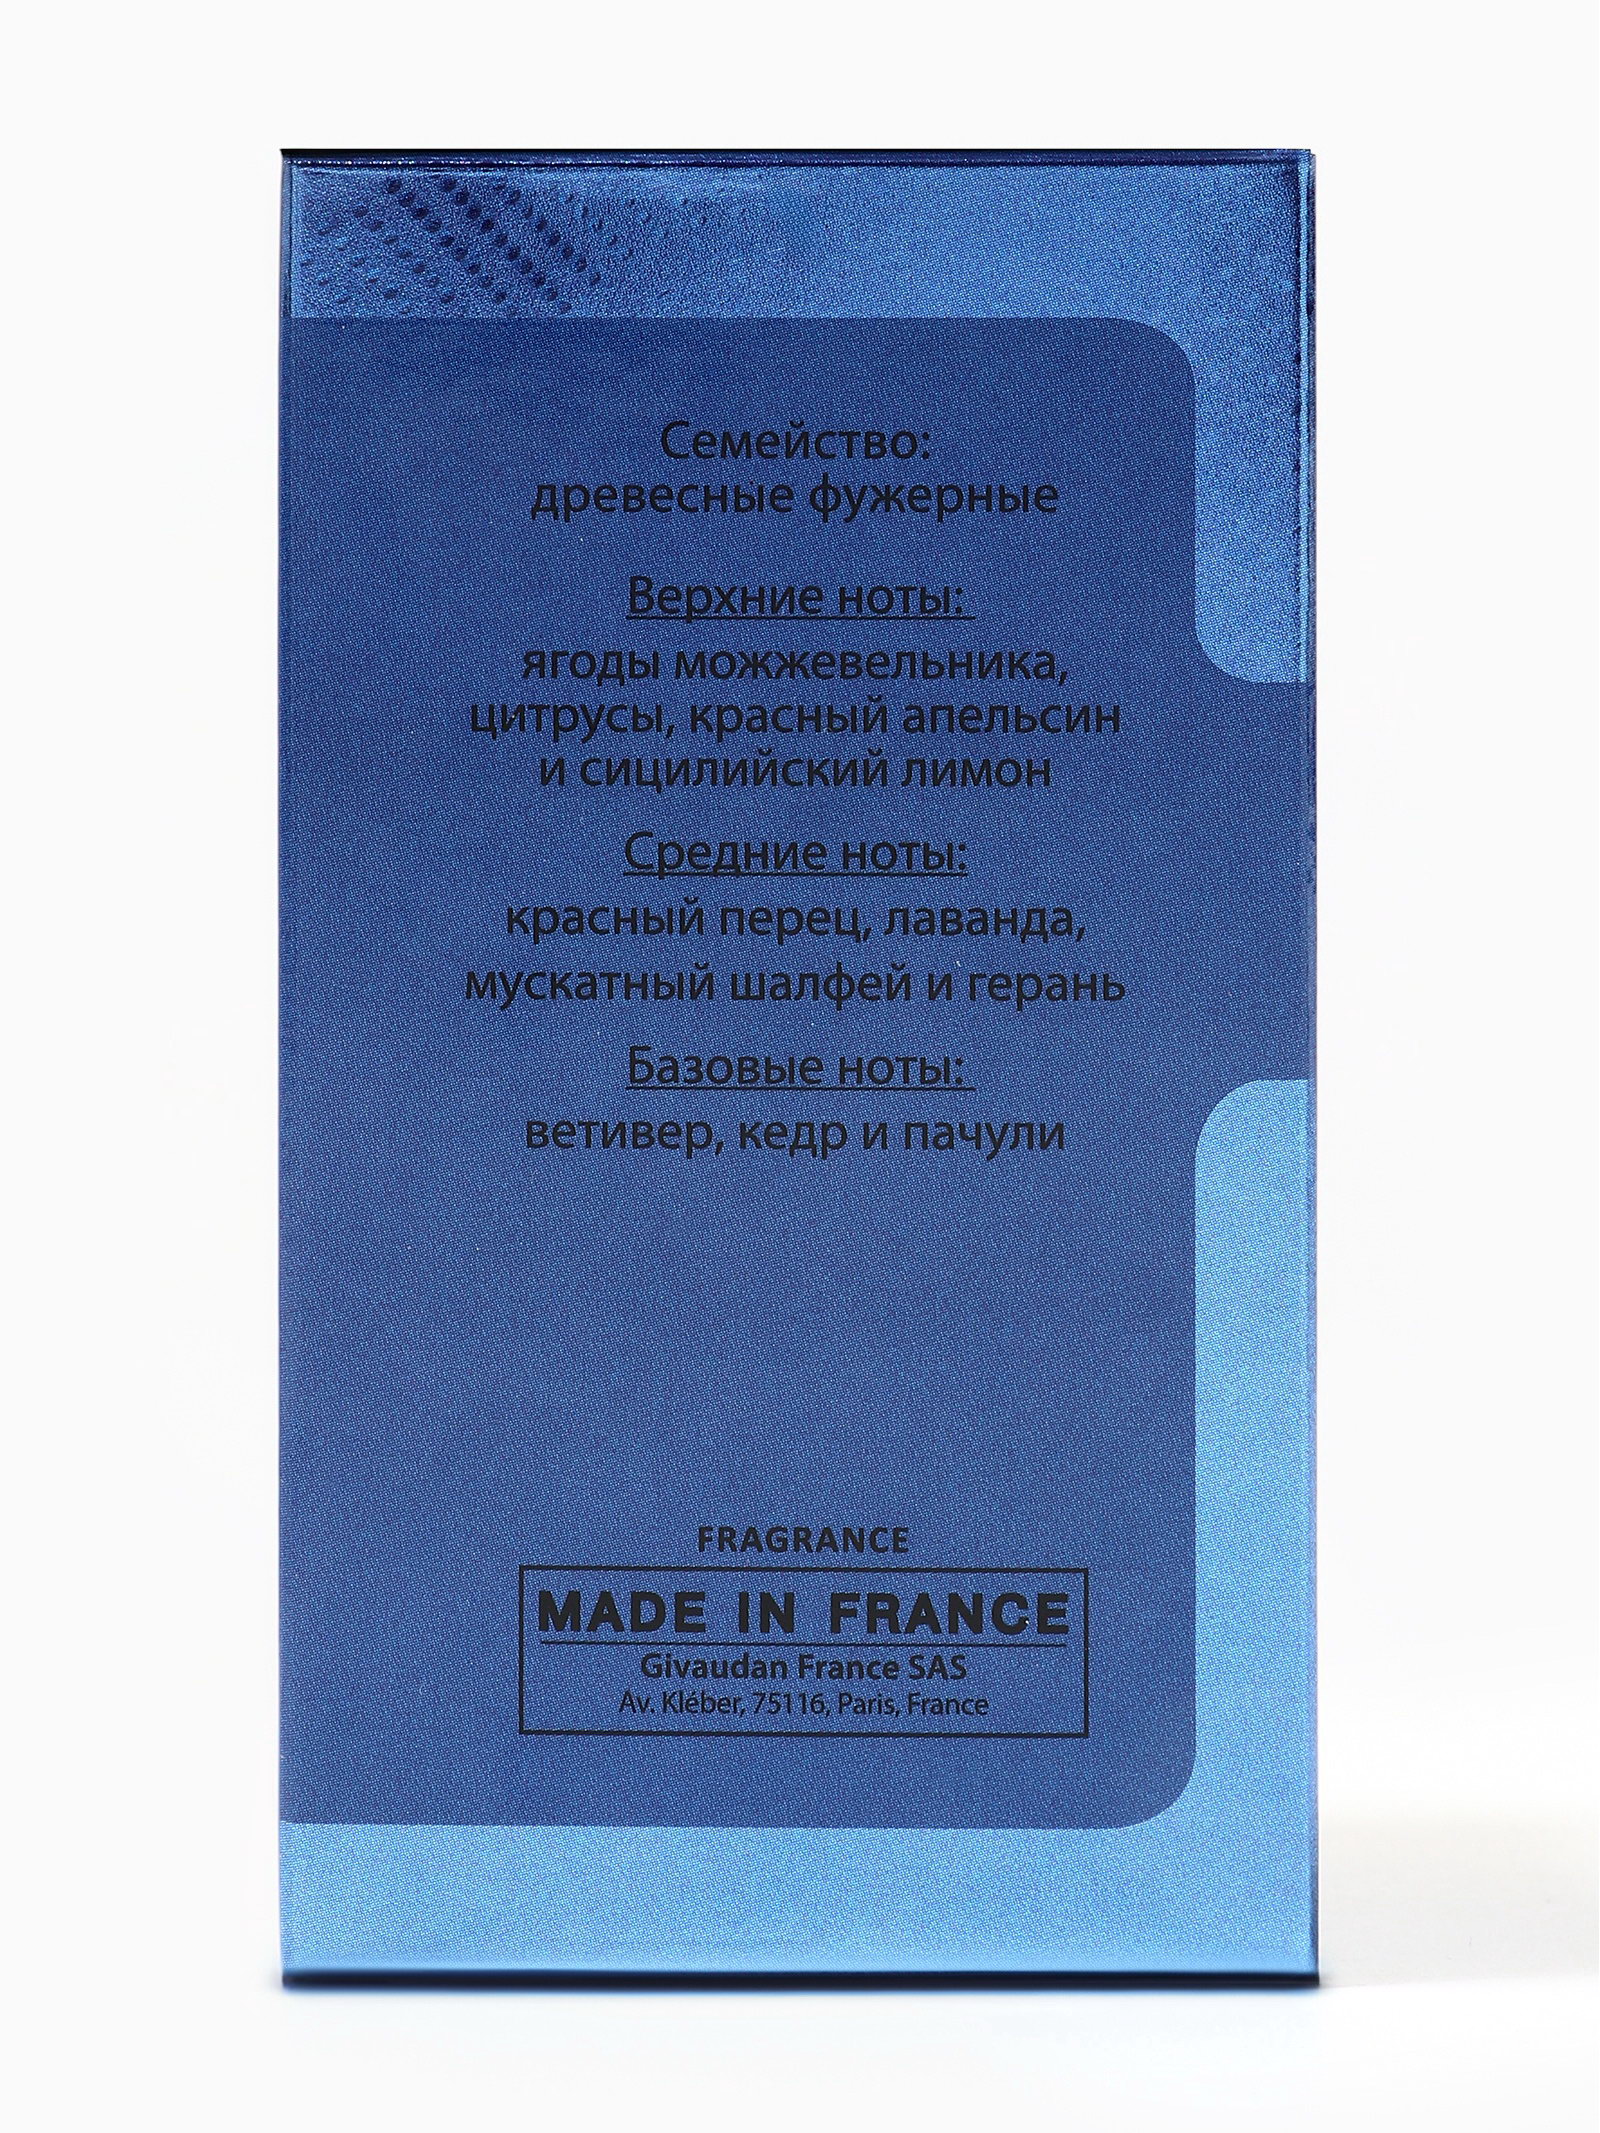 Семейство:
древесные фужерные
Верхние ноты:
ягоды можжевельника,
цитрусы, красный апельсин
и сицилийский лимон
Средние ноты:
красный перец, лаванда,
мускатный шалфей и герань
Базовые ноты:
ветивер, кедр и пачули
FRAGRANCE
MADE IN FRANCE
Givaudan France SAS
Av. Kléber, 75116, Paris, France